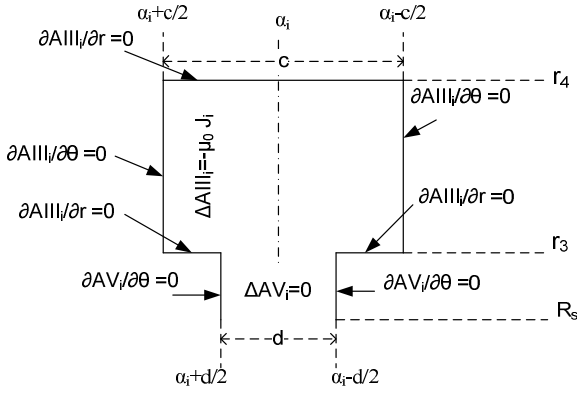 αi+c/2
αi
αi-c/2
∂AIIIi/∂r =0
c
r4
∂AIIIi/∂θ =0
∂AIIIi/∂θ =0
ΔAIIIi=-μ0 Ji
∂AIIIi/∂r =0
∂AIIIi/∂r =0
r3
∂AVi/∂θ =0
ΔAVi=0
∂AVi/∂θ =0
Rs
d
αi+d/2
αi-d/2